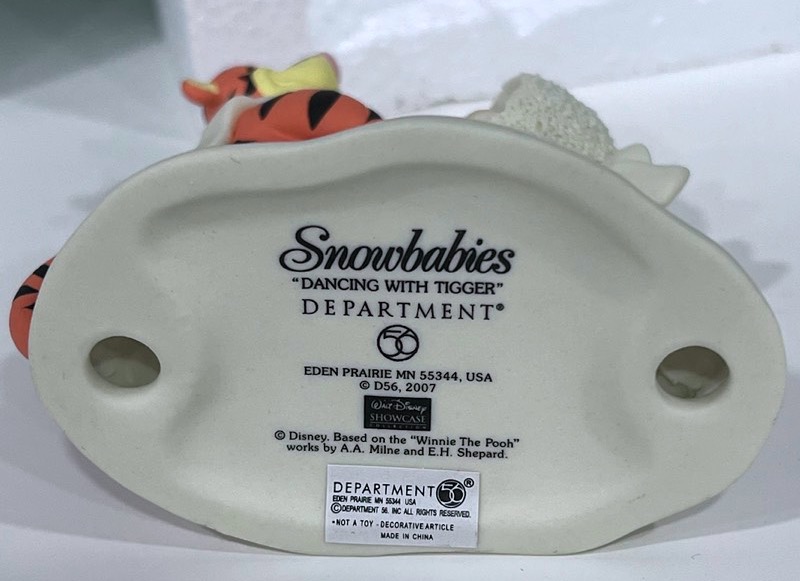 Snowbabies
"DANCING WITH TIGGER"
DEPARTMENT®
56
EDEN PRAIRIE MN 55344, USA
© D56, 2007
Walt Disney
SHOWCASE
COLLECTION
© Disney. Based on the "Winnie The Pooh"
works by A.A. Milne and E.H. Shepard.
DEPARTMENT 56®
EDEN PRAIRIE MN 55344 USA
©DEPARTMENT 56. INC ALL RIGHTS RESERVED.
•NOT A TOY - DECORATIVE ARTICLE
MADE IN CHINA